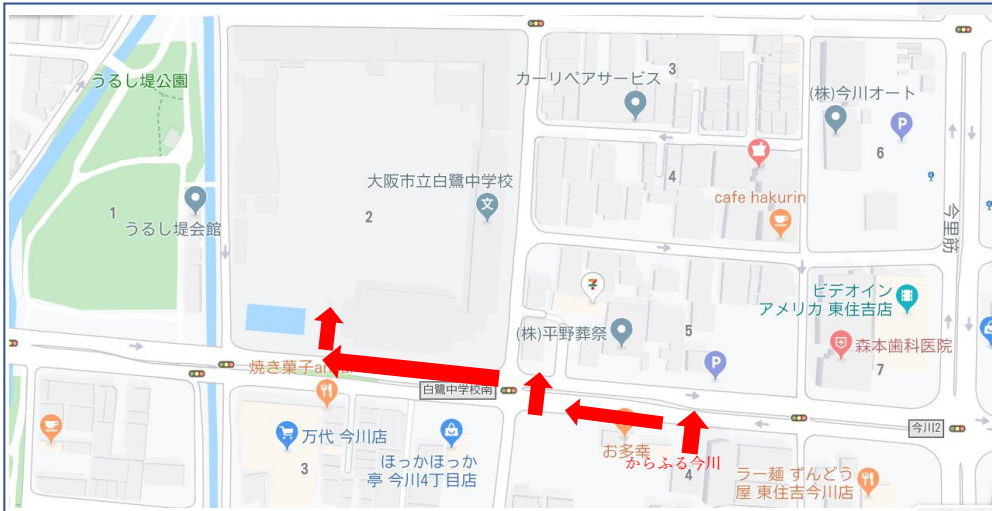 うるし堤公園
カーリペアサービス
3
(株)今川オート
P
6
大阪市立白鷺中学校
文
4
cafe hakurin
1
うるし堤会館
2
今里筋
7
ビデオイン
アメリカ 東住吉店
(株)平野葬祭
5
森本歯科医院
P
7
焼き菓子an
白鷺中学校南
今川2
万代 今川店
3
ほっかほっか
亭 今川4丁目店
お多幸
からふる今川
4
ラー麺 ずんどう
屋 東住吉今川店